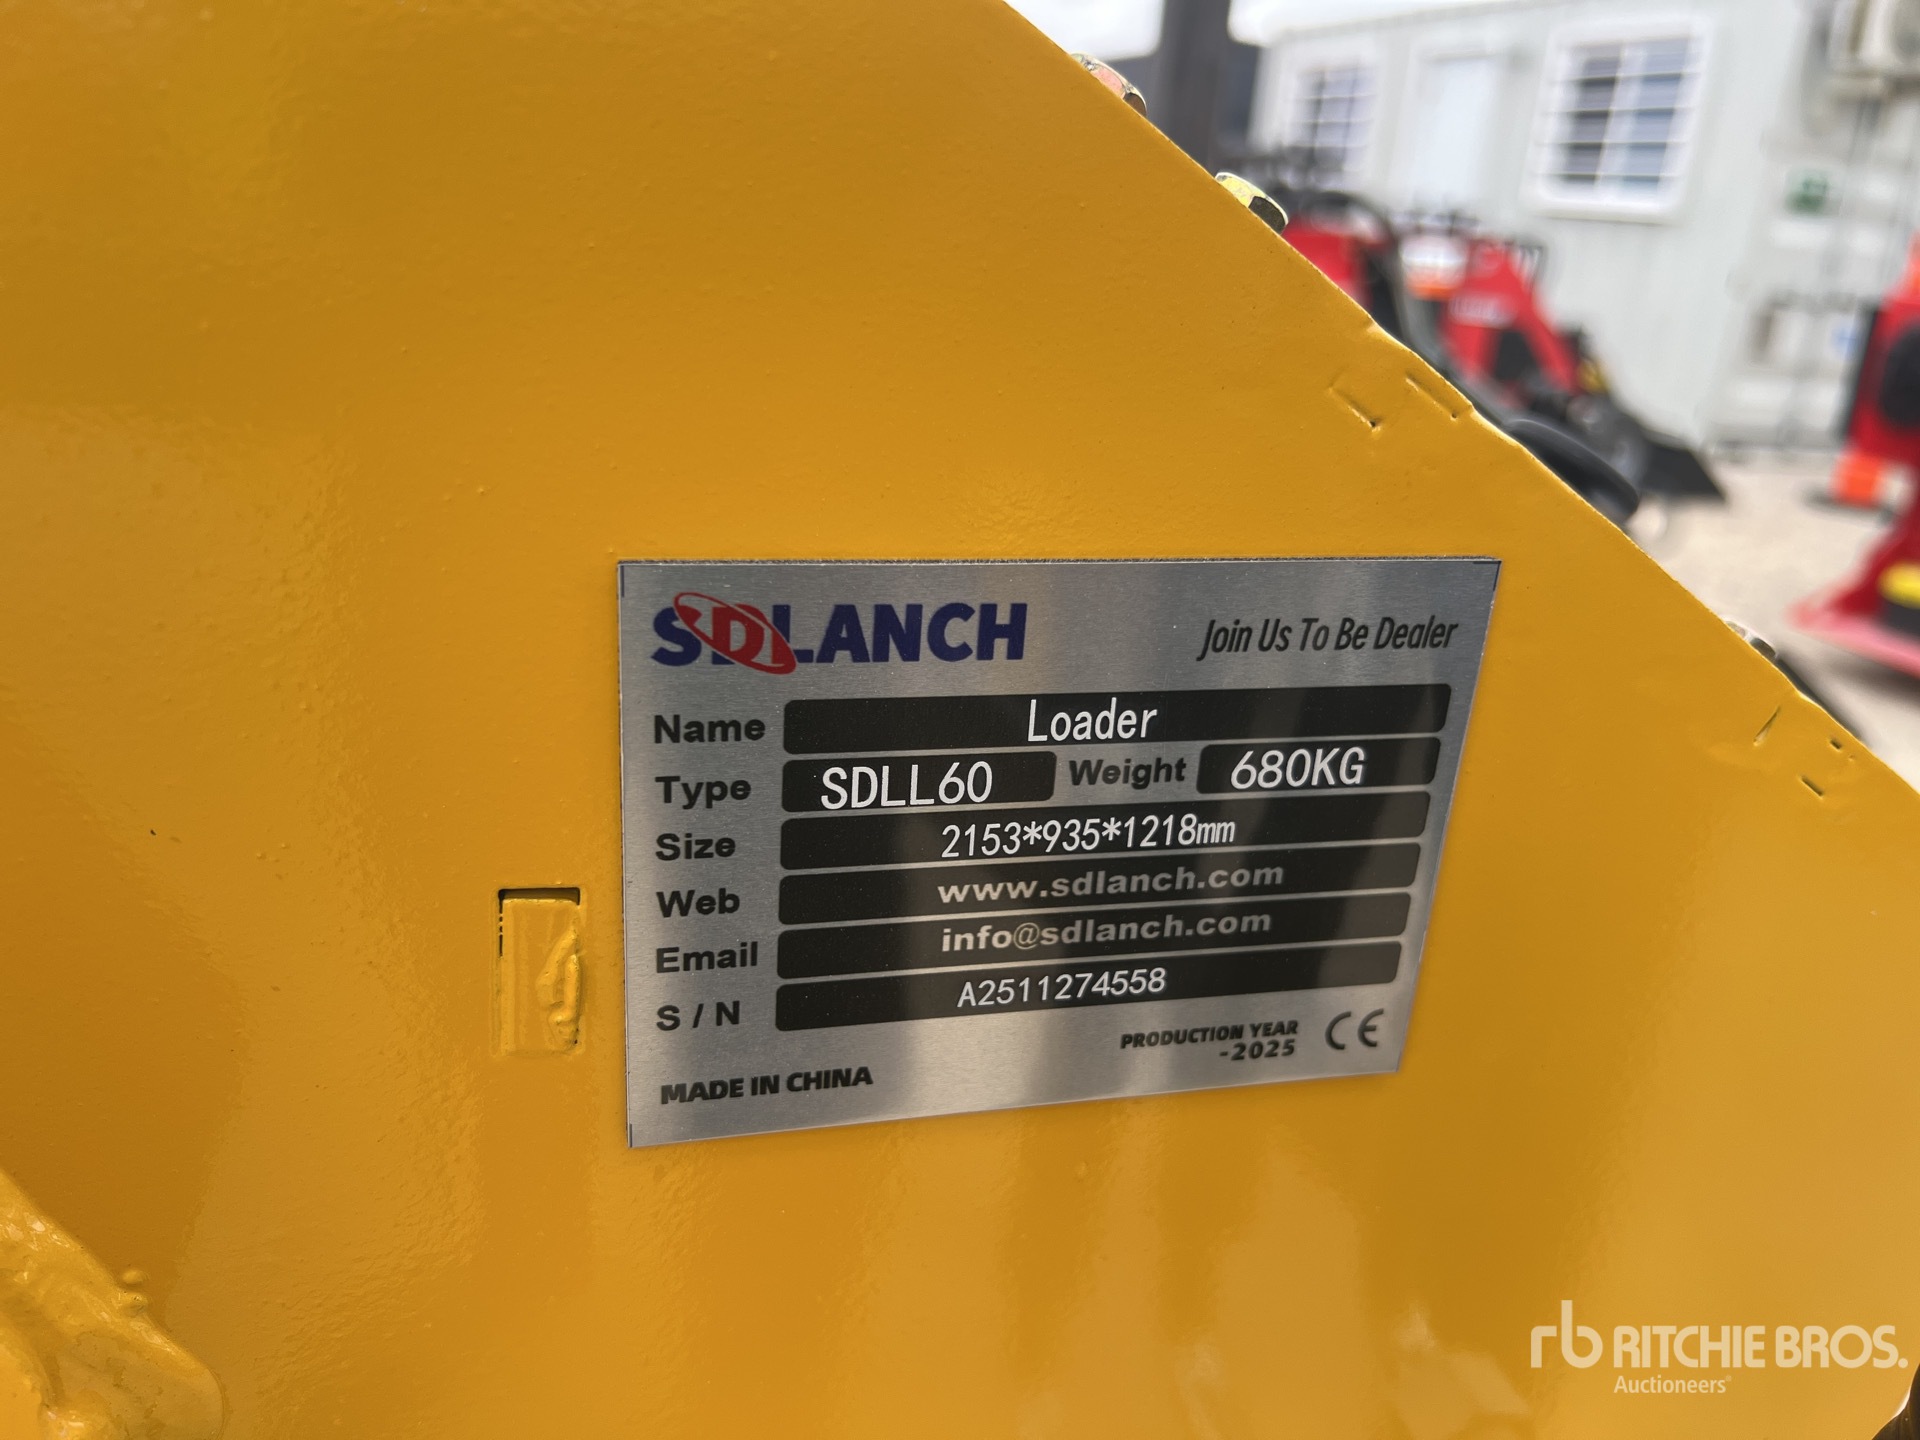 SDLANCH Join Us To Be Dealer
Name Loader
Type SDLL60 Weight 680KG
Size 2153*935*1218mm
Web www.sdlanch.com
Email info@sdlanch.com
S/N A2511274558
PRODUCTION YEAR
-2025 CE
MADE IN CHINA
rb RITCHIE BROS.
Auctioneers